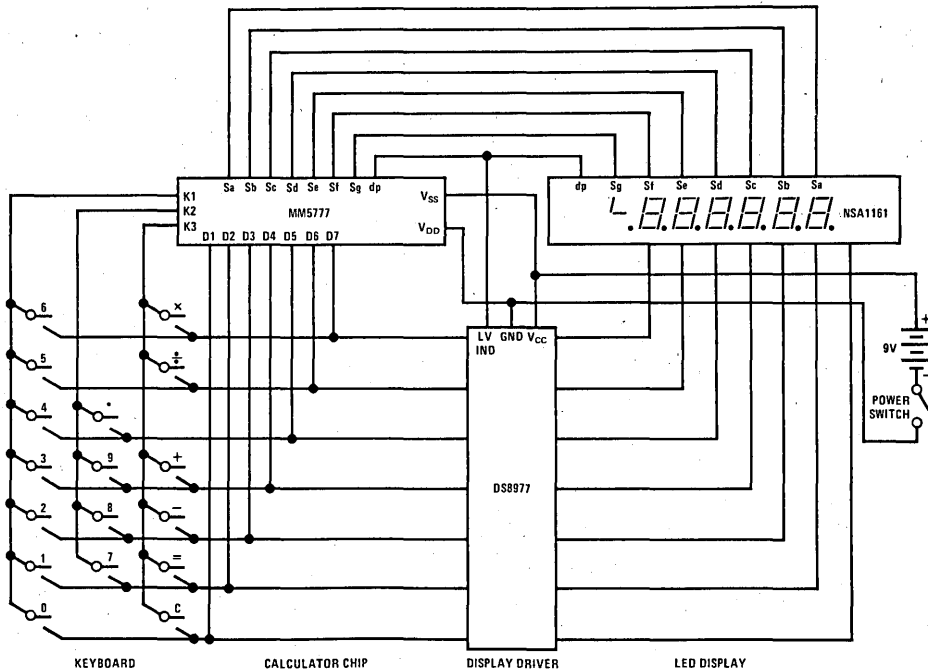 Sa Sb Sc Sd Se Sf Sg dp
dp Sg Sf Se Sd Sc Sb Sa
K1
K2
K3
MM5777
VSS
VDD
D1 D2 D3 D4 D5 D6 D7
NSA1161
6 ×
5 ÷
4 .
3 9 +
2 8 −
1 7 =
0 C
LV IND
GND
VCC
DS8977
+
9V
−
POWER
SWITCH
KEYBOARD CALCULATOR CHIP DISPLAY DRIVER LED DISPLAY